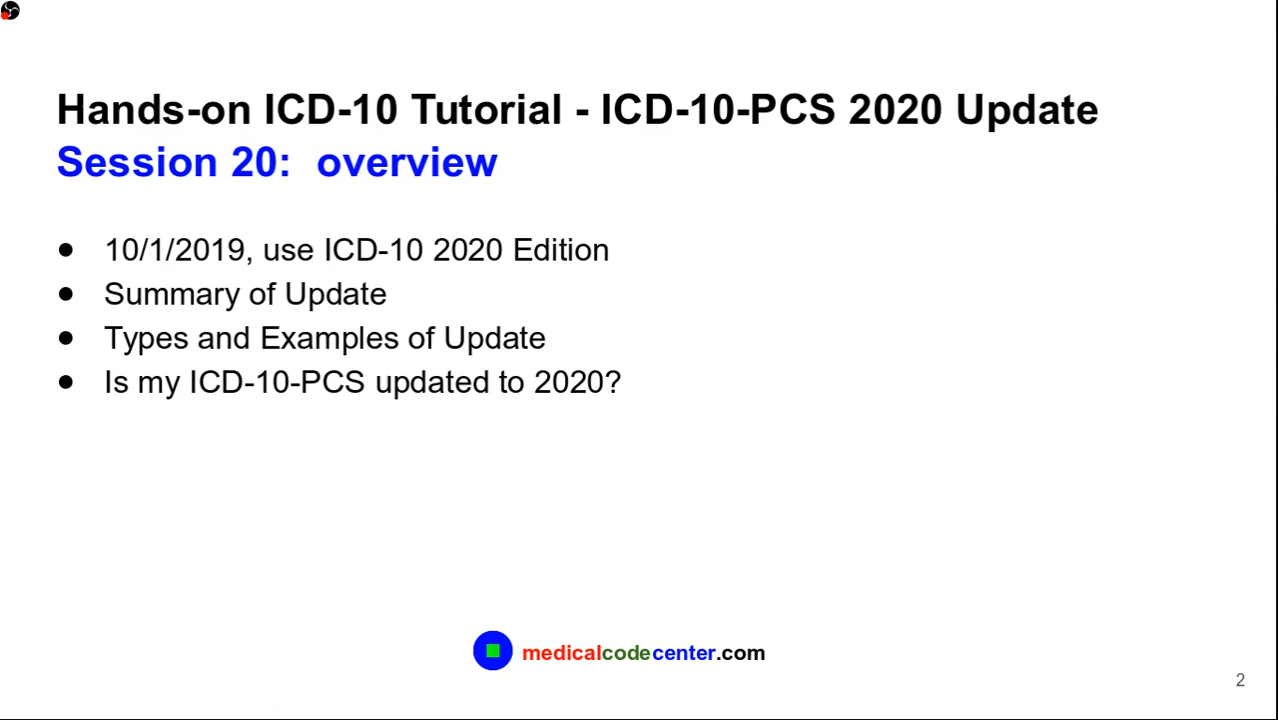 Hands-on ICD-10 Tutorial - ICD-10-PCS 2020 Update
Session 20: overview
● 10/1/2019, use ICD-10 2020 Edition
● Summary of Update
● Types and Examples of Update
● Is my ICD-10-PCS updated to 2020?
medicalcodecenter.com
2